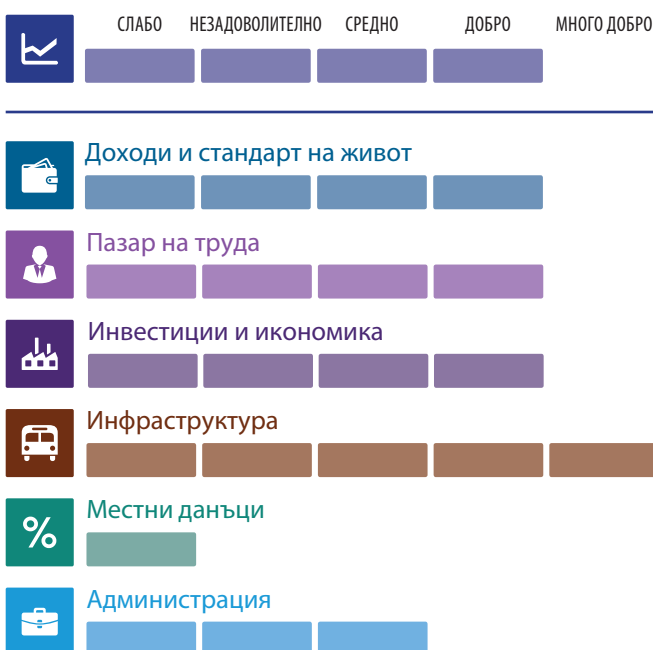 СЛАБО НЕЗАДОВОЛИТЕЛНО СРЕДНО ДОБРО МНОГО ДОБРО
Доходи и стандарт на живот
Пазар на труда
Инвестиции и икономика
Инфраструктура
Местни данъци
%
Администрация